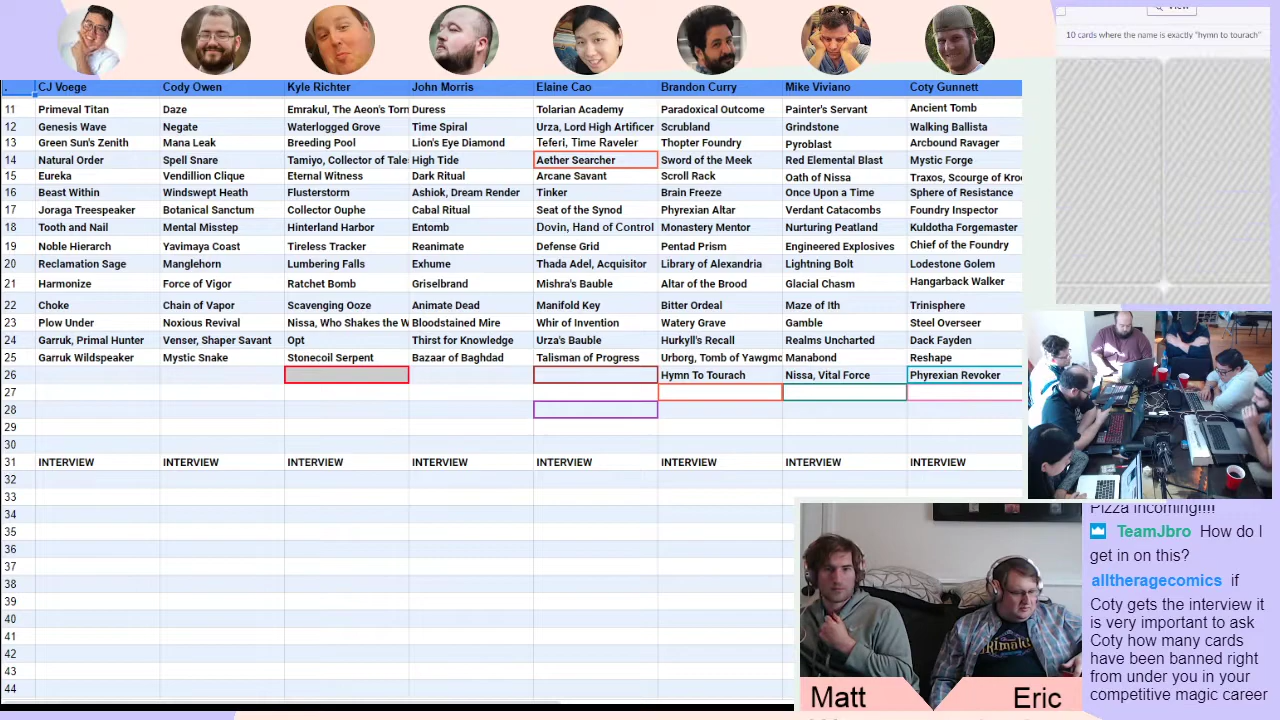 View
10 cards where the name is exactly "hymn to tourach"
. CJ Voege Cody Owen Kyle Richter John Morris Elaine Cao Brandon Curry Mike Viviano Coty Gunnett
11 Primeval Titan Daze Emrakul, The Aeon's Torn Duress Tolarian Academy Paradoxical Outcome Painter's Servant Ancient Tomb
12 Genesis Wave Negate Waterlogged Grove Time Spiral Urza, Lord High Artificer Scrubland Grindstone Walking Ballista
13 Green Sun's Zenith Mana Leak Breeding Pool Lion's Eye Diamond Teferi, Time Raveler Thopter Foundry Pyroblast Arcbound Ravager
14 Natural Order Spell Snare Tamiyo, Collector of Tale High Tide Aether Searcher Sword of the Meek Red Elemental Blast Mystic Forge
15 Eureka Vendillion Clique Eternal Witness Dark Ritual Arcane Savant Scroll Rack Oath of Nissa Traxos, Scourge of Kroo
16 Beast Within Windswept Heath Flusterstorm Ashiok, Dream Render Tinker Brain Freeze Once Upon a Time Sphere of Resistance
17 Joraga Treespeaker Botanical Sanctum Collector Ouphe Cabal Ritual Seat of the Synod Phyrexian Altar Verdant Catacombs Foundry Inspector
18 Tooth and Nail Mental Misstep Hinterland Harbor Entomb Dovin, Hand of Control Monastery Mentor Nurturing Peatland Kuldotha Forgemaster
19 Noble Hierarch Yavimaya Coast Tireless Tracker Reanimate Defense Grid Pentad Prism Engineered Explosives Chief of the Foundry
20 Reclamation Sage Manglehorn Lumbering Falls Exhume Thada Adel, Acquisitor Library of Alexandria Lightning Bolt Lodestone Golem
21 Harmonize Force of Vigor Ratchet Bomb Griselbrand Mishra's Bauble Altar of the Brood Glacial Chasm Hangarback Walker
22 Choke Chain of Vapor Scavenging Ooze Animate Dead Manifold Key Bitter Ordeal Maze of Ith Trinisphere
23 Plow Under Noxious Revival Nissa, Who Shakes the W Bloodstained Mire Whir of Invention Watery Grave Gamble Steel Overseer
24 Garruk, Primal Hunter Venser, Shaper Savant Opt Thirst for Knowledge Urza's Bauble Hurkyll's Recall Realms Uncharted Dack Fayden
25 Garruk Wildspeaker Mystic Snake Stonecoil Serpent Bazaar of Baghdad Talisman of Progress Urborg, Tomb of Yawgmo Manabond Reshape
26 Hymn To Tourach Nissa, Vital Force Phyrexian Revoker
27
28
29
30
31 INTERVIEW INTERVIEW INTERVIEW INTERVIEW INTERVIEW INTERVIEW INTERVIEW INTERVIEW
32
33
34
35
36
37
38
39
40
41
42
43
44
Pizza incoming!!!!
TeamJbro How do I
get in on this?
alltheragecomics if
Coty gets the interview it
is very important to ask
Coty how many cards
have been banned right
from under you in your
competitive magic career
Matt Eric